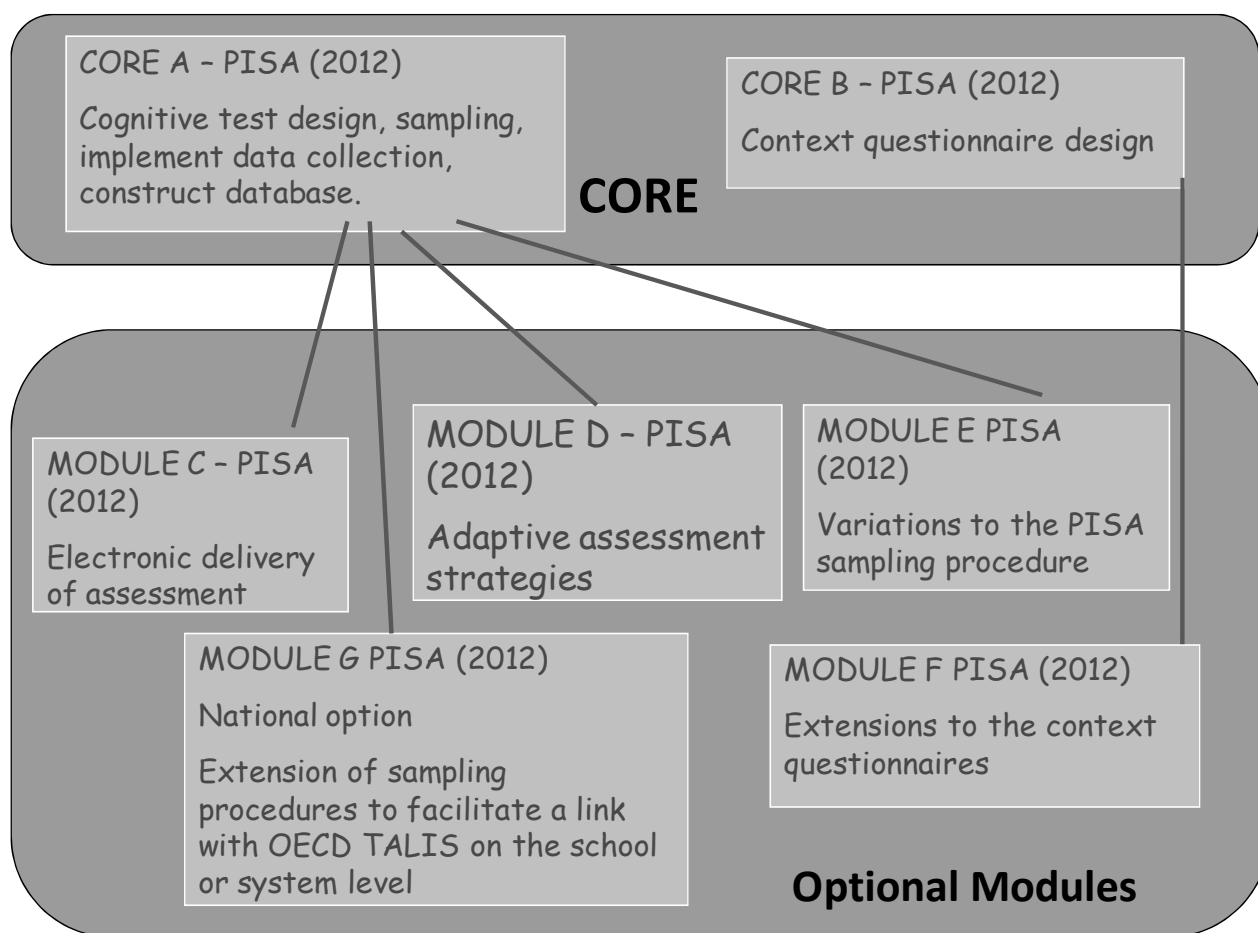 CORE A – PISA (2012)
Cognitive test design, sampling,
implement data collection,
construct database.
CORE B – PISA (2012)
Context questionnaire design
CORE
MODULE C – PISA
(2012)
Electronic delivery
of assessment
MODULE D – PISA
(2012)
Adaptive assessment
strategies
MODULE E PISA
(2012)
Variations to the PISA
sampling procedure
MODULE G PISA (2012)
National option
Extension of sampling
procedures to facilitate a link
with OECD TALIS on the school
or system level
MODULE F PISA (2012)
Extensions to the context
questionnaires
Optional Modules